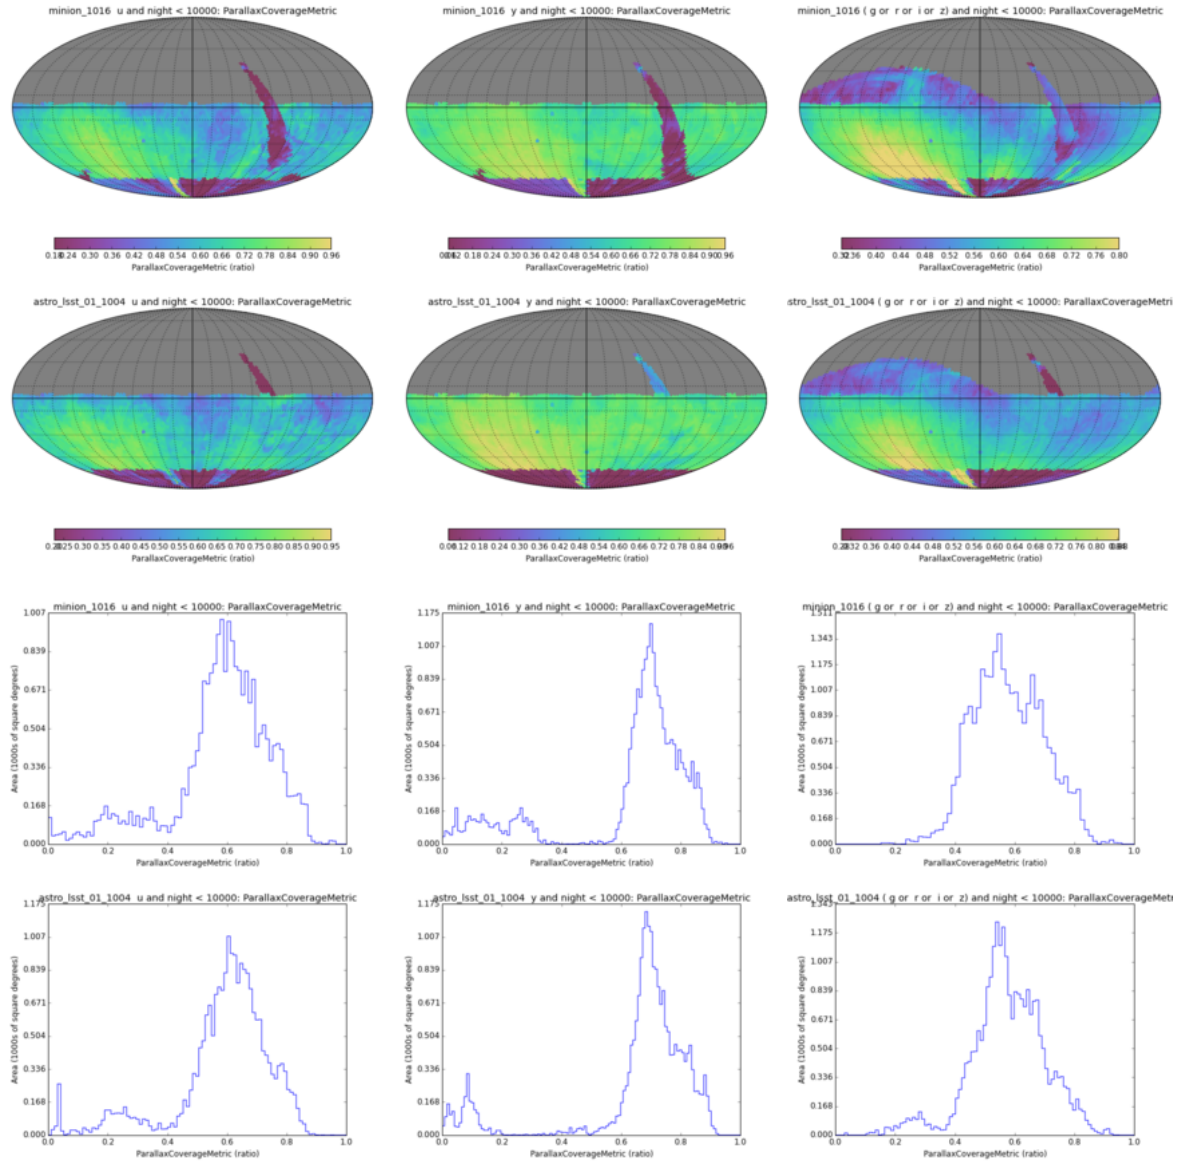 minion_1016 u and night < 10000: ParallaxCoverageMetric
minion_1016 y and night < 10000: ParallaxCoverageMetric
minion_1016 ( g or r or i or z) and night < 10000: ParallaxCoverageMetric
0.24 0.30 0.36 0.42 0.48 0.54 0.60 0.66 0.72 0.78 0.84 0.90 0.96
ParallaxCoverageMetric (ratio)
0.12 0.18 0.24 0.30 0.36 0.42 0.48 0.54 0.60 0.66 0.72 0.78 0.84 0.90 0.96
ParallaxCoverageMetric (ratio)
0.36 0.40 0.44 0.48 0.52 0.56 0.60 0.64 0.68 0.72 0.76 0.80
ParallaxCoverageMetric (ratio)
astro_lsst_01_1004 u and night < 10000: ParallaxCoverageMetric
astro_lsst_01_1004 y and night < 10000: ParallaxCoverageMetric
stro_lsst_01_1004 ( g or r or i or z) and night < 10000: ParallaxCoverageMetri
0.25 0.30 0.35 0.40 0.45 0.50 0.55 0.60 0.65 0.70 0.75 0.80 0.85 0.90 0.95
ParallaxCoverageMetric (ratio)
0.12 0.18 0.24 0.30 0.36 0.42 0.48 0.54 0.60 0.66 0.72 0.78 0.84 0.96
ParallaxCoverageMetric (ratio)
0.32 0.36 0.40 0.44 0.48 0.52 0.56 0.60 0.64 0.68 0.72 0.76 0.80
ParallaxCoverageMetric (ratio)
minion_1016 u and night < 10000: ParallaxCoverageMetric
1.007
0.839
0.671
0.504
0.336
0.168
0.000
Area (1000s of square degrees)
0.0 0.2 0.4 0.6 0.8 1.0
ParallaxCoverageMetric (ratio)
minion_1016 y and night < 10000: ParallaxCoverageMetric
1.175
1.007
0.839
0.671
0.504
0.336
0.168
0.000
Area (1000s of square degrees)
0.0 0.2 0.4 0.6 0.8 1.0
ParallaxCoverageMetric (ratio)
minion_1016 ( g or r or i or z) and night < 10000: ParallaxCoverageMetric
1.511
1.343
1.175
1.007
0.839
0.671
0.504
0.336
0.168
0.000
Area (1000s of square degrees)
0.0 0.2 0.4 0.6 0.8 1.0
ParallaxCoverageMetric (ratio)
astro_lsst_01_1004 u and night < 10000: ParallaxCoverageMetric
1.175
1.007
0.839
0.671
0.504
0.336
0.168
0.000
Area (1000s of square degrees)
0.0 0.2 0.4 0.6 0.8 1.0
ParallaxCoverageMetric (ratio)
astro_lsst_01_1004 y and night < 10000: ParallaxCoverageMetric
1.175
1.007
0.839
0.671
0.504
0.336
0.168
0.000
Area (1000s of square degrees)
0.0 0.2 0.4 0.6 0.8 1.0
ParallaxCoverageMetric (ratio)
astro_lsst_01_1004 ( g or r or i or z) and night < 10000: ParallaxCoverageMetr
1.343
1.175
1.007
0.839
0.671
0.504
0.336
0.168
0.000
Area (1000s of square degrees)
0.0 0.2 0.4 0.6 0.8 1.0
ParallaxCoverageMetric (ratio)